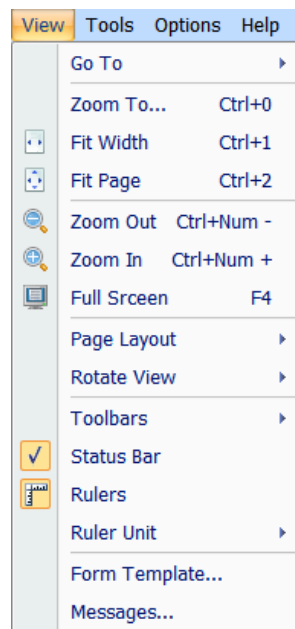 View Tools Options Help
Go To
Zoom To... Ctrl+0
Fit Width Ctrl+1
Fit Page Ctrl+2
Zoom Out Ctrl+Num -
Zoom In Ctrl+Num +
Full Srceen F4
Page Layout
Rotate View
Toolbars
Status Bar
Rulers
Ruler Unit
Form Template...
Messages...